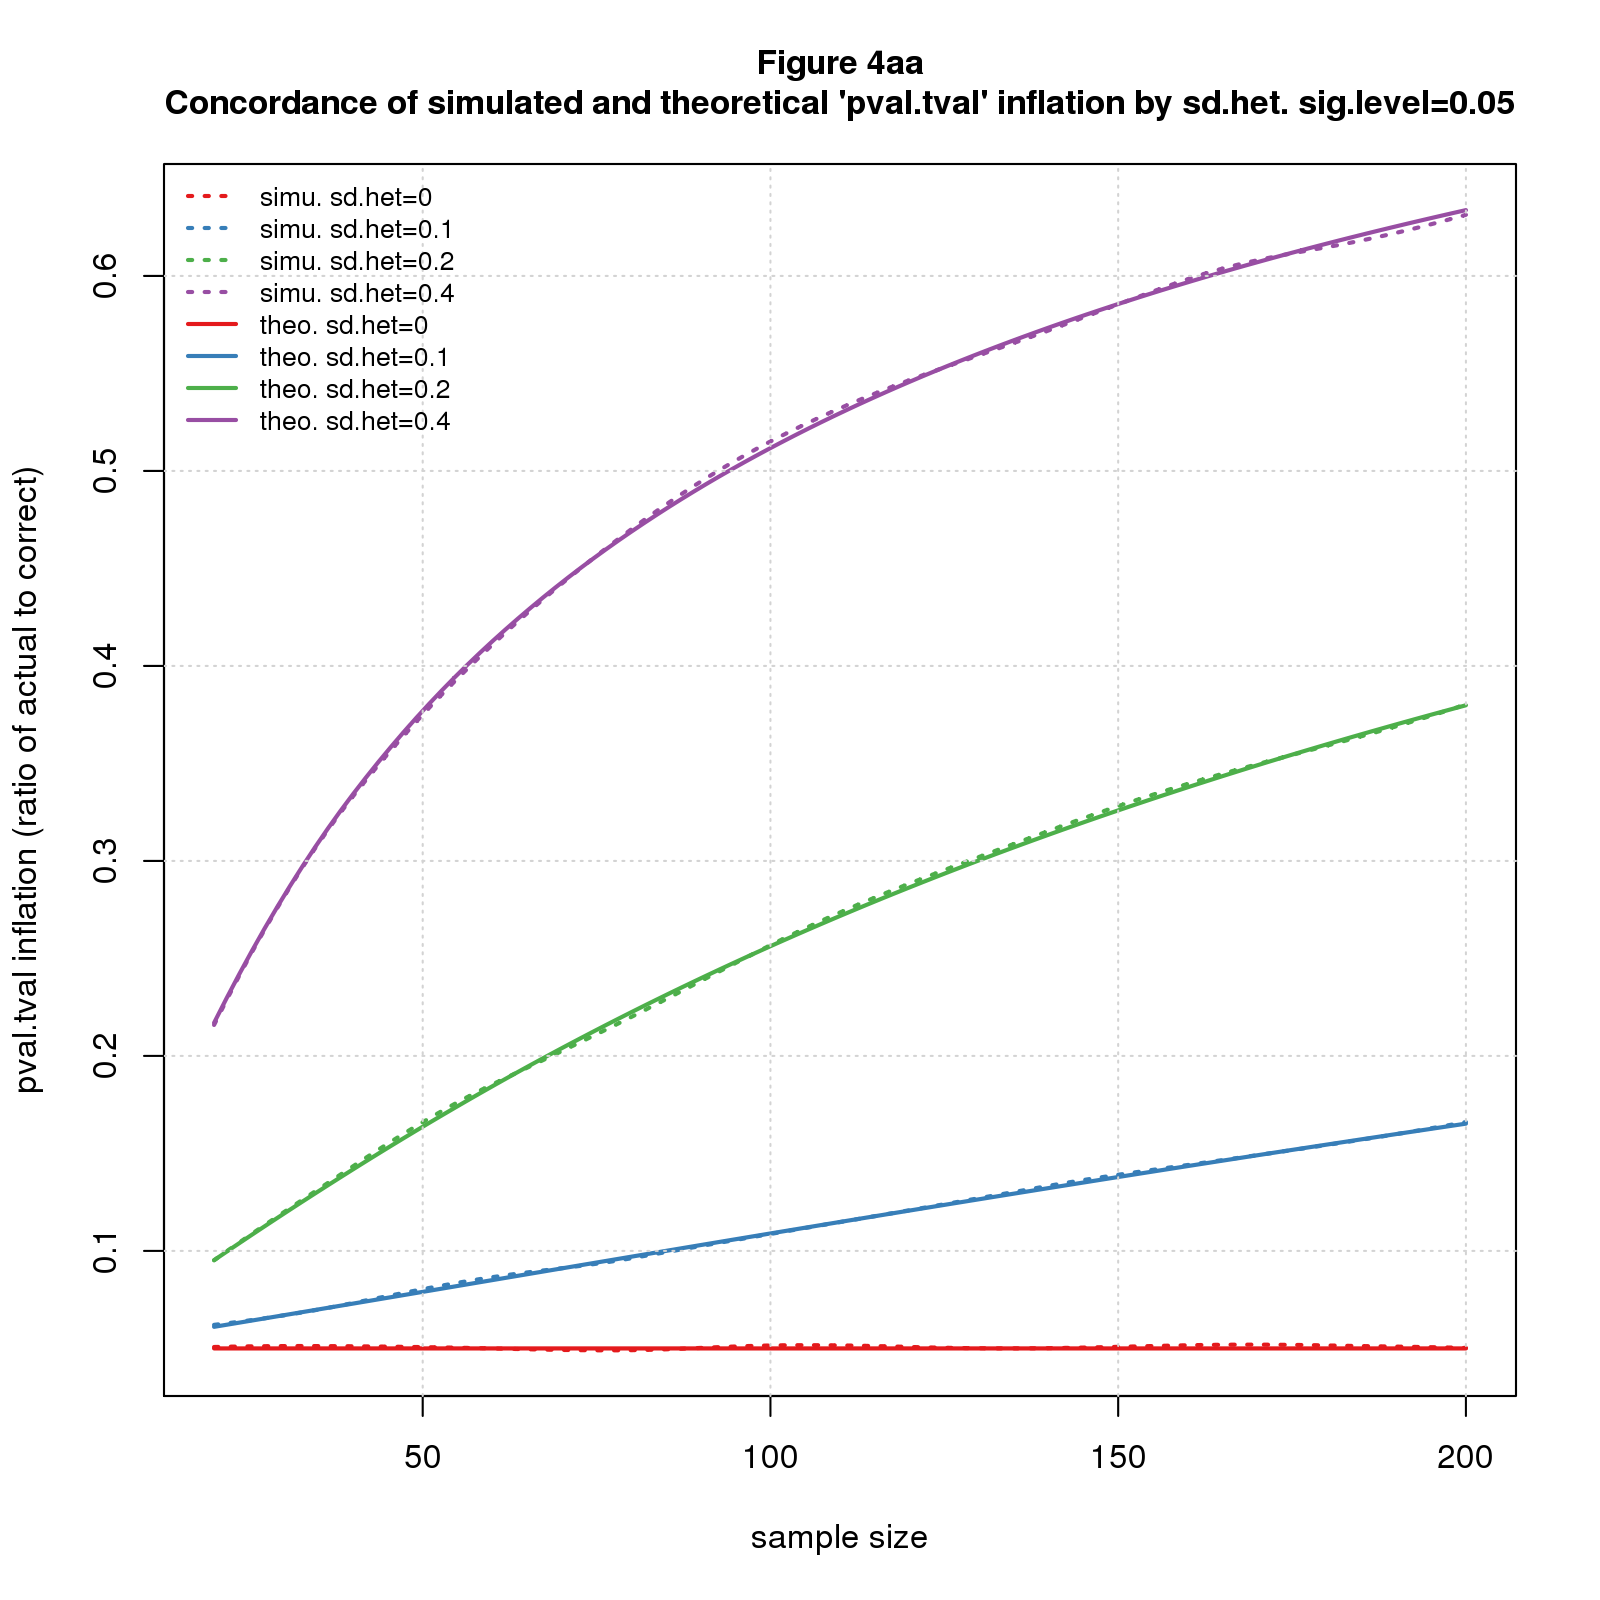 Figure 4aa
Concordance of simulated and theoretical 'pval.tval' inflation by sd.het. sig.level=0.05
simu. sd.het=0
simu. sd.het=0.1
simu. sd.het=0.2
simu. sd.het=0.4
theo. sd.het=0
theo. sd.het=0.1
theo. sd.het=0.2
theo. sd.het=0.4
pval.tval inflation (ratio of actual to correct)
0.6
0.5
0.4
0.3
0.2
0.1
50 100 150 200
sample size